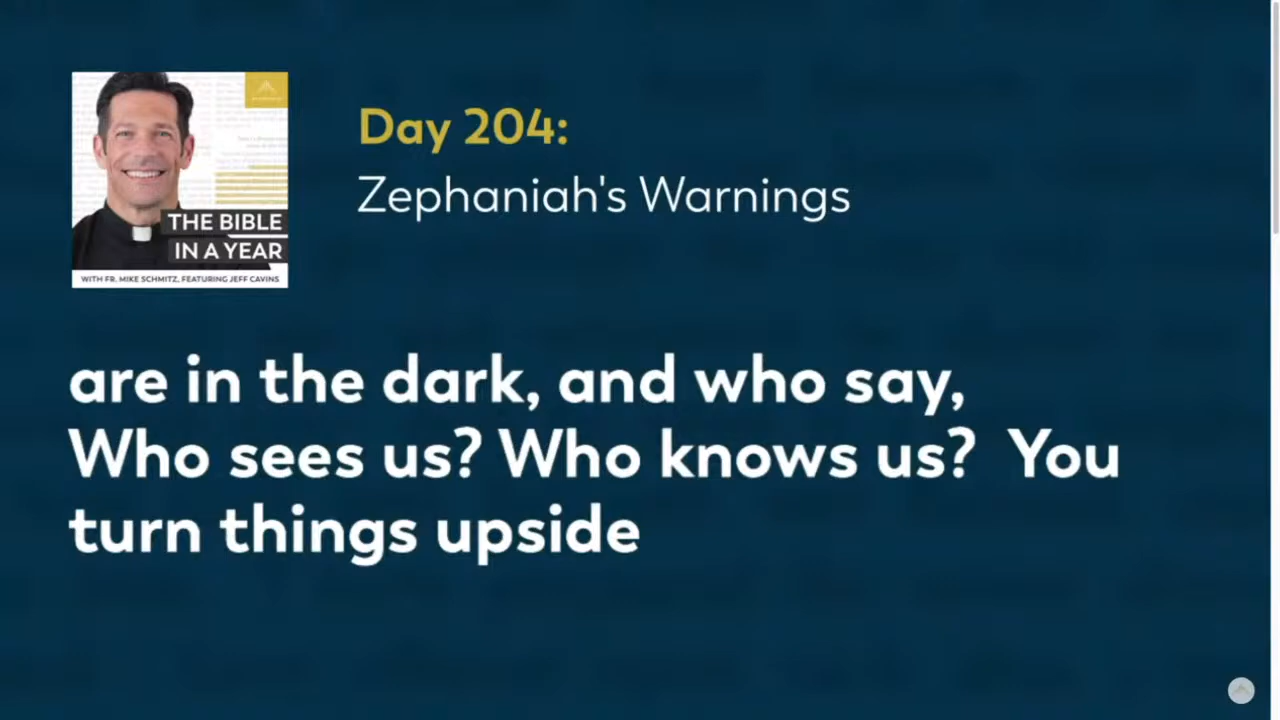 Day 204:
Zephaniah's Warnings
THE BIBLE
IN A YEAR
WITH FR. MIKE SCHMITZ, FEATURING JEFF CAVINS
are in the dark, and who say,
Who sees us? Who knows us? You
turn things upside